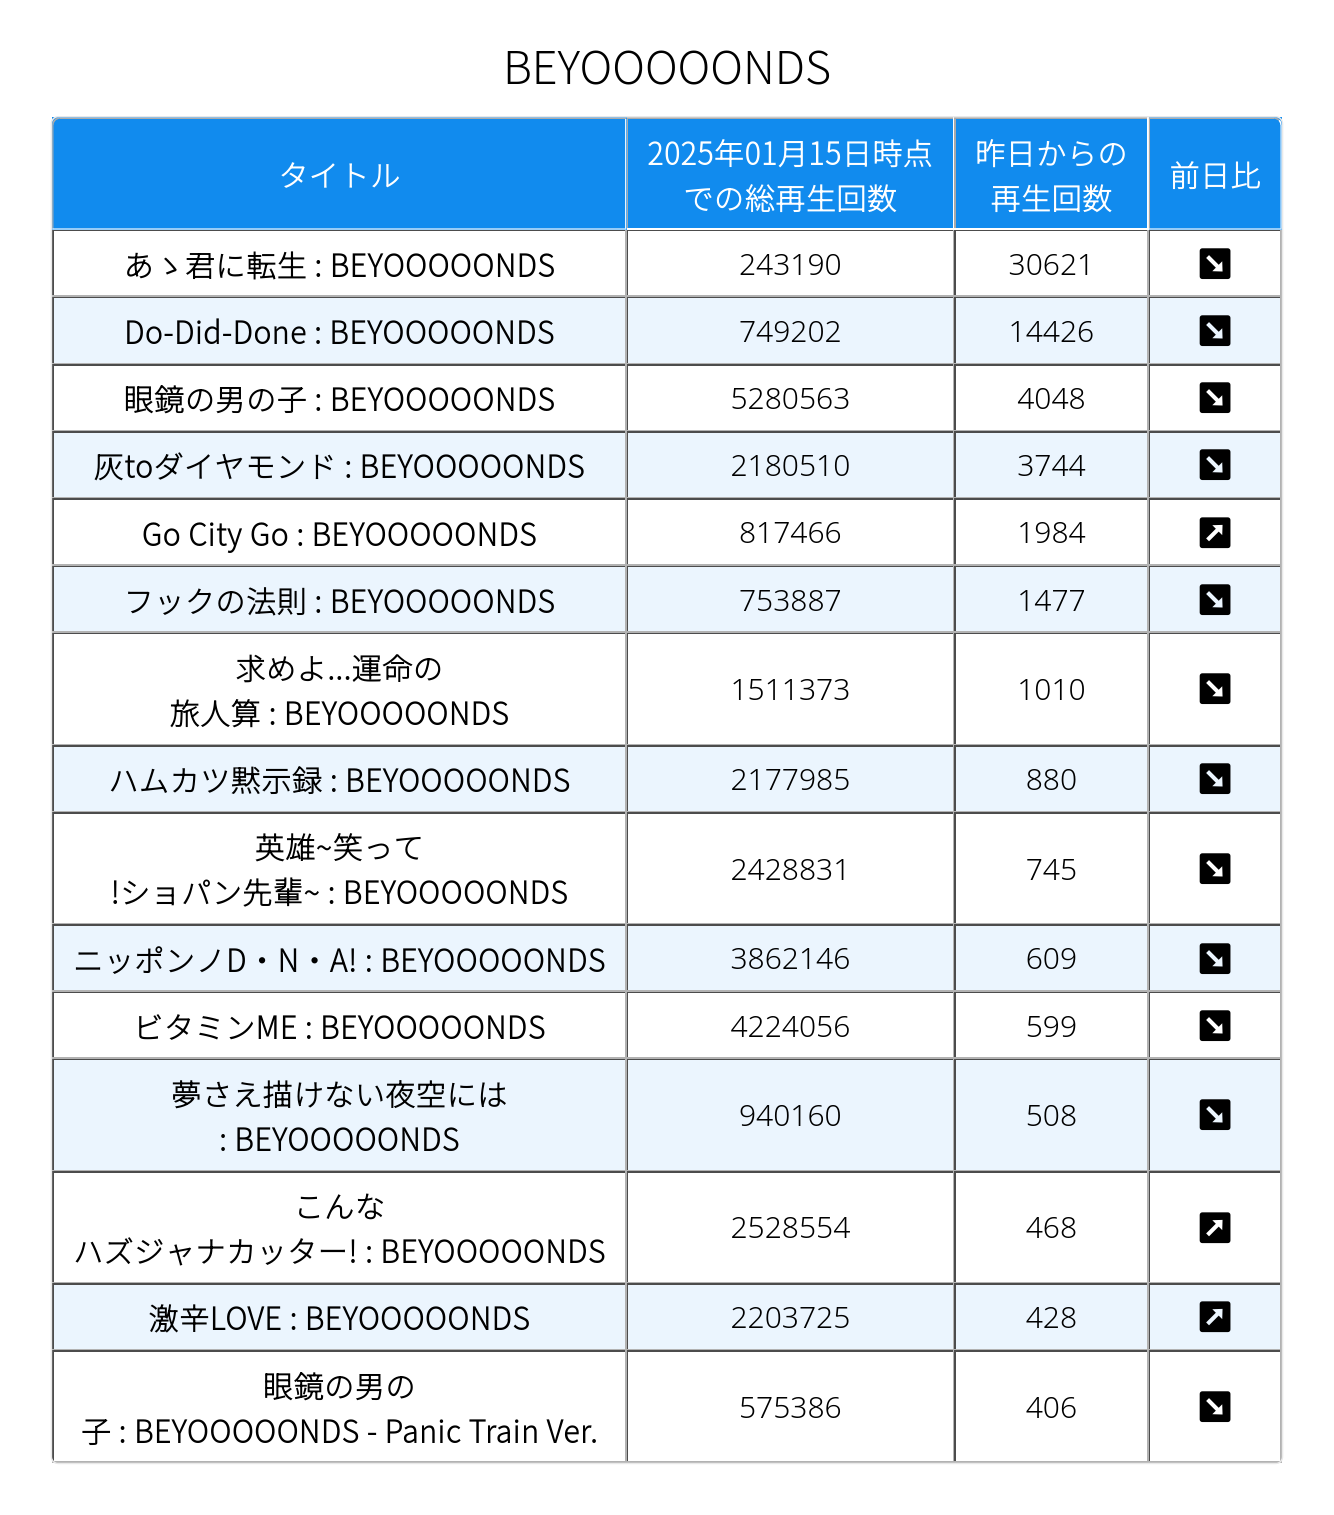 BEYOOOOONDS
タイトル
2025年01月15日時点
での総再生回数
昨日からの
再生回数
前日比
あゝ君に転生 : BEYOOOOONDS
243190
30621
Do-Did-Done : BEYOOOOONDS
749202
14426
眼鏡の男の子 : BEYOOOOONDS
5280563
4048
灰toダイヤモンド : BEYOOOOONDS
2180510
3744
Go City Go : BEYOOOOONDS
817466
1984
フックの法則 : BEYOOOOONDS
753887
1477
求めよ...運命の
旅人算 : BEYOOOOONDS
1511373
1010
ハムカツ黙示録 : BEYOOOOONDS
2177985
880
英雄~笑って
!ショパン先輩~ : BEYOOOOONDS
2428831
745
ニッポンノD・N・A! : BEYOOOOONDS
3862146
609
ビタミンME : BEYOOOOONDS
4224056
599
夢さえ描けない夜空には
: BEYOOOOONDS
940160
508
こんな
ハズジャナカッター! : BEYOOOOONDS
2528554
468
激辛LOVE : BEYOOOOONDS
2203725
428
眼鏡の男の
子 : BEYOOOOONDS - Panic Train Ver.
575386
406